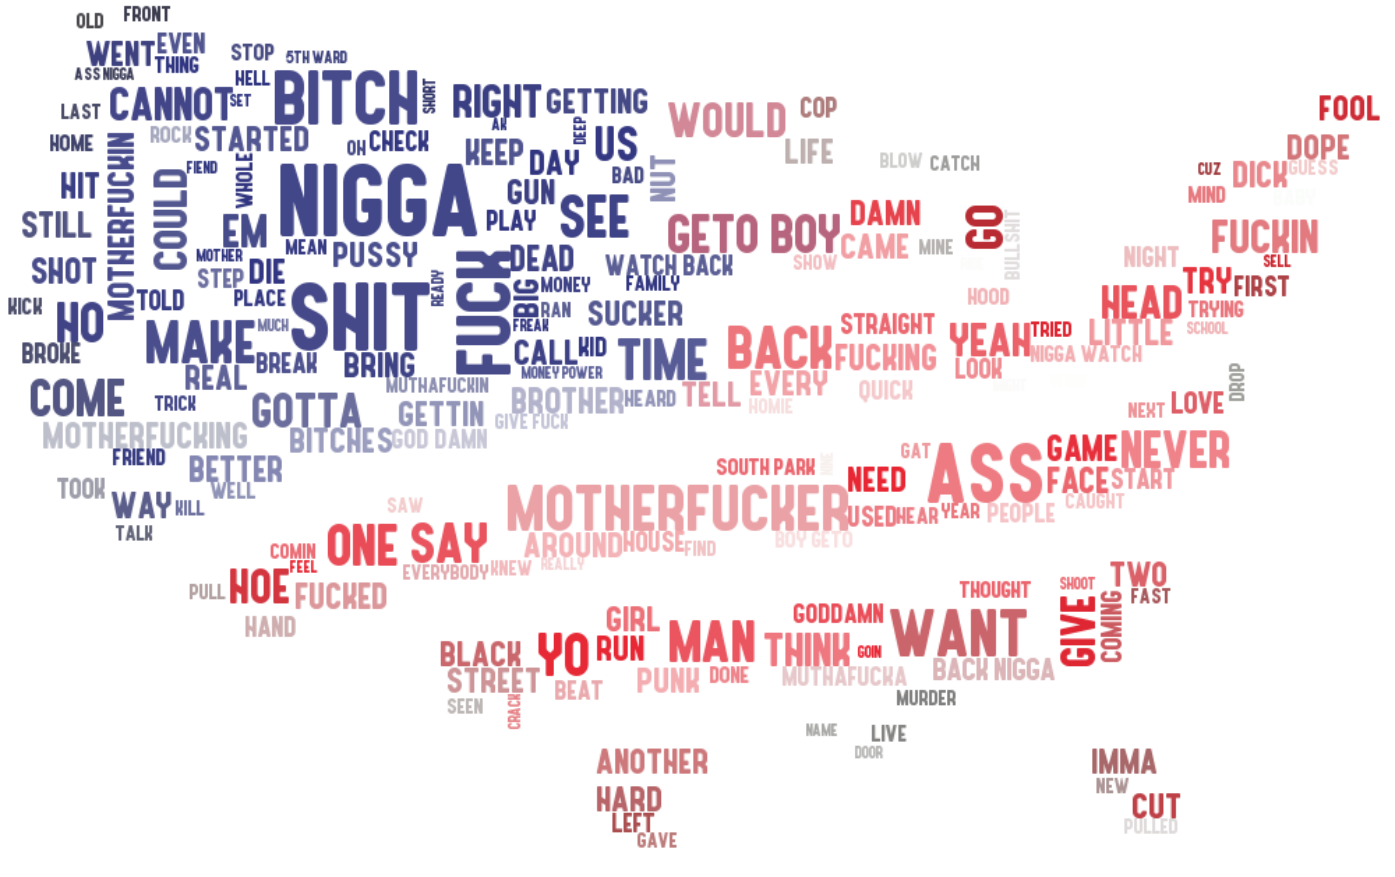 OLD
FRONT
WENT
EVEN
THING
STOP
5TH WARD
ASS NIGGA
HELL
BITCH
SHORT
RIGHT
GETTING
LAST
CANNOT
SET
WOULD
COP
FOOL
HOME
ROCK
STARTED
OH
CHECK
AK
DEEP
US
KEEP
DAY
BAD
NUT
LIFE
BLOW
CATCH
DOPE
GUESS
CUZ
DICK
MIND
HIT
MOTHERFUCKIN
COULD
FIEND
WHOLE
NIGGA
GUN
PLAY
SEE
STILL
EM
MEAN
PUSSY
GETO BOY
DAMN
CAME
MINE
SHOW
GO
BULLSHIT
FUCKIN
SELL
NIGHT
SHOT
MOTHER
STEP
DIE
PLACE
READY
FUCK
DEAD
MONEY
WATCH BACK
FAMILY
HOOD
TRY
FIRST
KICK
HO
TOLD
SHIT
BIG
RAN
FREAK
SUCKER
HEAD
TRYING
SCHOOL
BROKE
MAKE
MUCH
BREAK
BRING
CALL
KID
MONEY POWER
TIME
BACK
STRAIGHT
FUCKING
YEAH
TRIED
LITTLE
NIGGA WATCH
LOOK
COME
REAL
TRICK
GOTTA
MUTHAFUCKIN
GETTIN
BROTHER
HEARD
GIVE FUCK
TELL
EVERY
HOMIE
QUICK
DROP
NEXT
LOVE
MOTHERFUCKING
BITCHES
GOD DAMN
FRIEND
BETTER
WELL
SOUTH PARK
NEED
GAT
ASS
GAME
NEVER
FACE
START
CAUGHT
TOOK
WAY
KILL
TALK
SAW
MOTHERFUCKER
USED
HEAR
YEAR
PEOPLE
COMIN
FEEL
ONE SAY
EVERYBODY
KNEW
AROUND
HOUSE
FIND
REALLY
BOY GETO
PULL
HOE
FUCKED
HAND
THOUGHT
SHOOT
TWO
FAST
GIRL
GODDAMN
WANT
GIVE
COMING
BLACK
YO
RUN
MAN
THINK
GOIN
STREET
BEAT
PUNK
DONE
MUTHAFUCKA
BACK NIGGA
SEEN
CRACK
MURDER
NAME
LIVE
DOOR
ANOTHER
IMMA
HARD
NEW
LEFT
CUT
GAVE
PULLED